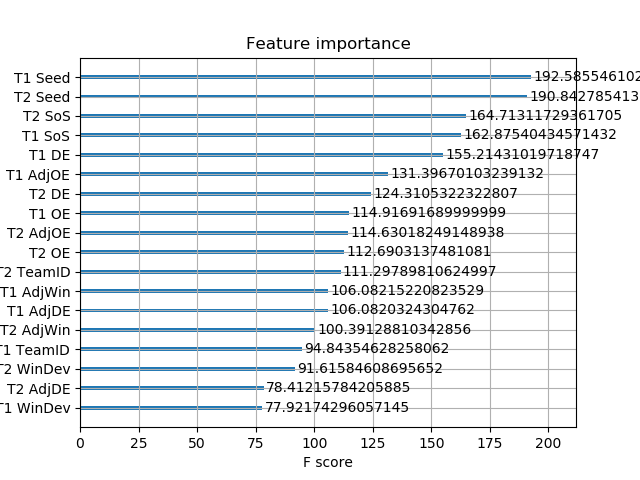 Feature importance
T1 Seed 192.585546102
T2 Seed 190.842785413
T2 SoS 164.71311729361705
T1 SoS 162.87540434571432
T1 DE 155.21431019718747
T1 AdjOE 131.39670103239132
T2 DE 124.3105322322807
T1 OE 114.91691689999999
T2 AdjOE 114.63018249148938
T2 OE 112.6903137481081
T2 TeamID 111.29789810624997
T1 AdjWin 106.08215220823529
T1 AdjDE 106.0820324304762
T2 AdjWin 100.39128810342856
T1 TeamID 94.84354628258062
T2 WinDev 91.61584608695652
T2 AdjDE 78.41215784205885
T1 WinDev 77.92174296057145
0 25 50 75 100 125 150 175 200
F score